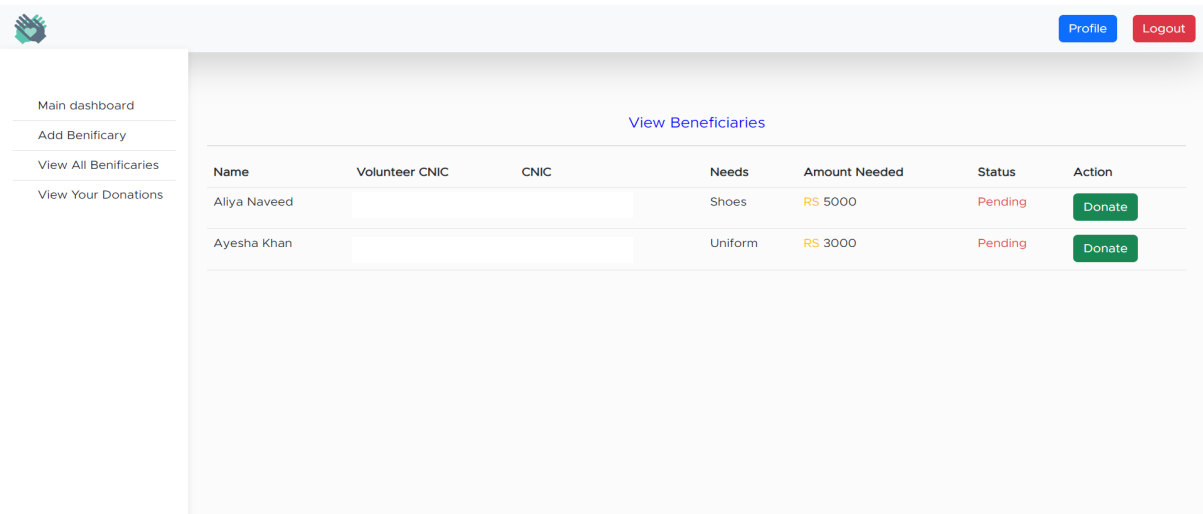 Profile Logout
Main dashboard
Add Benificary
View All Benificaries
View Your Donations
View Beneficiaries
Name Volunteer CNIC CNIC Needs Amount Needed Status Action
Aliya Naveed Shoes RS 5000 Pending Donate
Ayesha Khan Uniform RS 3000 Pending Donate